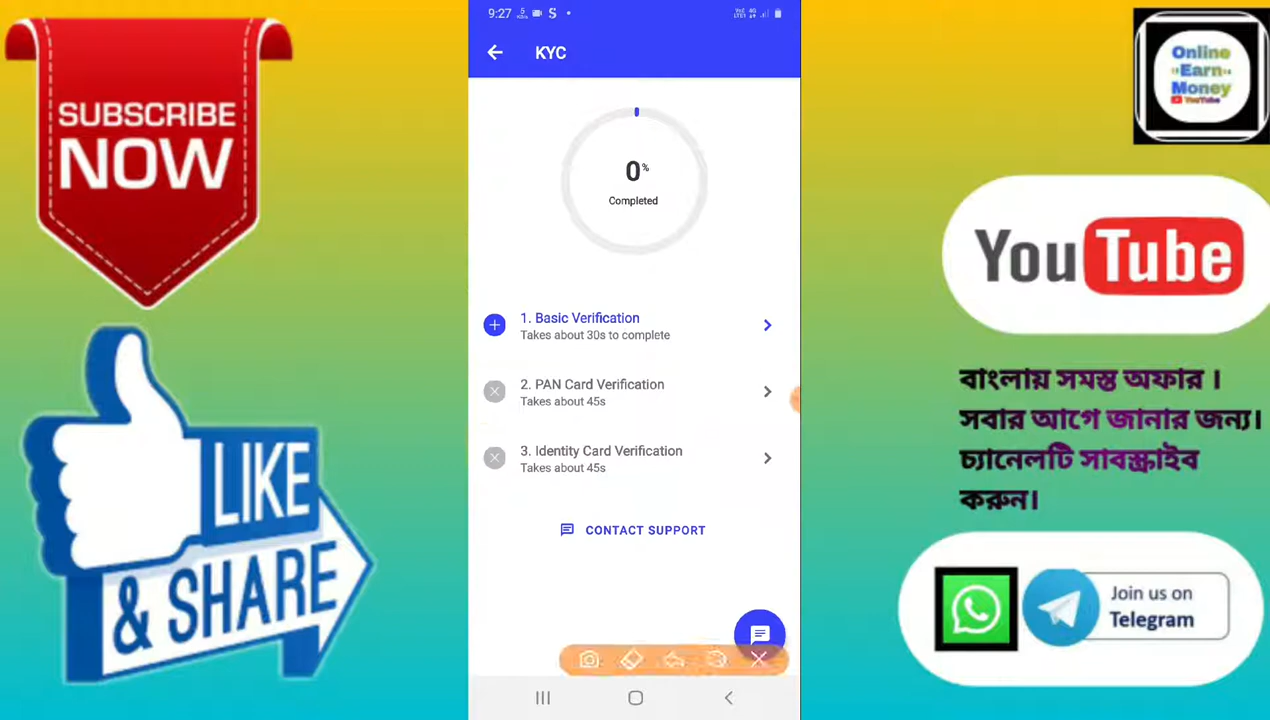 SUBSCRIBE
NOW
LIKE
& SHARE
9:27
S
KYC
0%
Completed
1. Basic Verification
Takes about 30s to complete
2. PAN Card Verification
Takes about 45s
3. Identity Card Verification
Takes about 45s
CONTACT SUPPORT
Online
Earn
Money
YouTube
YouTube
বাংলায় সমস্ত অফার ।
সবার আগে জানার জন্য।
চ্যানেলটি সাবস্ক্রাইব
করুন।
Join us on
Telegram